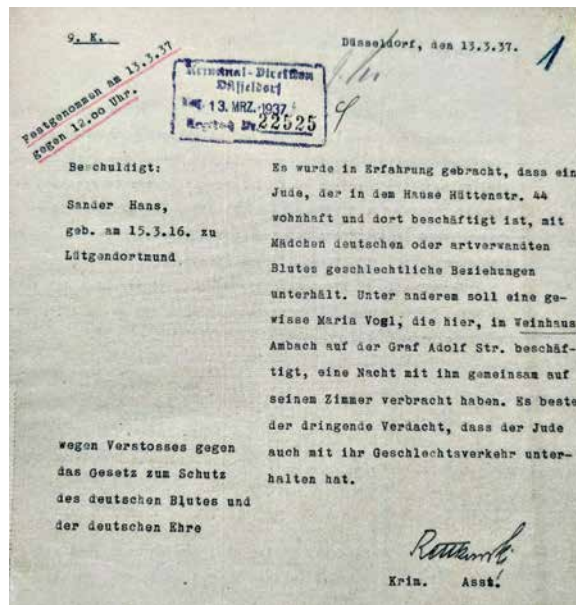 9. K.
Düsseldorf, den 13.3.37.
1
Festgenommen am 13.3.37
gegen 12.00 Uhr.
Kriminal-Direktion
Düsseldorf
13. MRZ. 1937
22525
Beschuldigt:
Sander Hans,
geb. am 15.3.16. zu
Lütgendortmund
wegen Verstosses gegen
das Gesetz zum Schutz
des deutschen Blutes und
der deutschen Ehre
Es wurde in Erfahrung gebracht, dass ein
Jude, der in dem Hause Hüttenstr. 44
wohnhaft und dort beschäftigt ist, mit
Mädchen deutschen oder artverwandten
Blutes geschlechtliche Beziehungen
unterhält. Unter anderem soll eine ge-
wisse Maria Vogl, die hier, im Weinhaus
Ambach auf der Graf Adolf Str. beschäf-
tigt, eine Nacht mit ihm gemeinsam auf
seinem Zimmer verbracht haben. Es beste
der dringende Verdacht, dass der Jude
auch mit ihr Geschlechtsverkehr unter-
halten hat.
Krim. Asst.